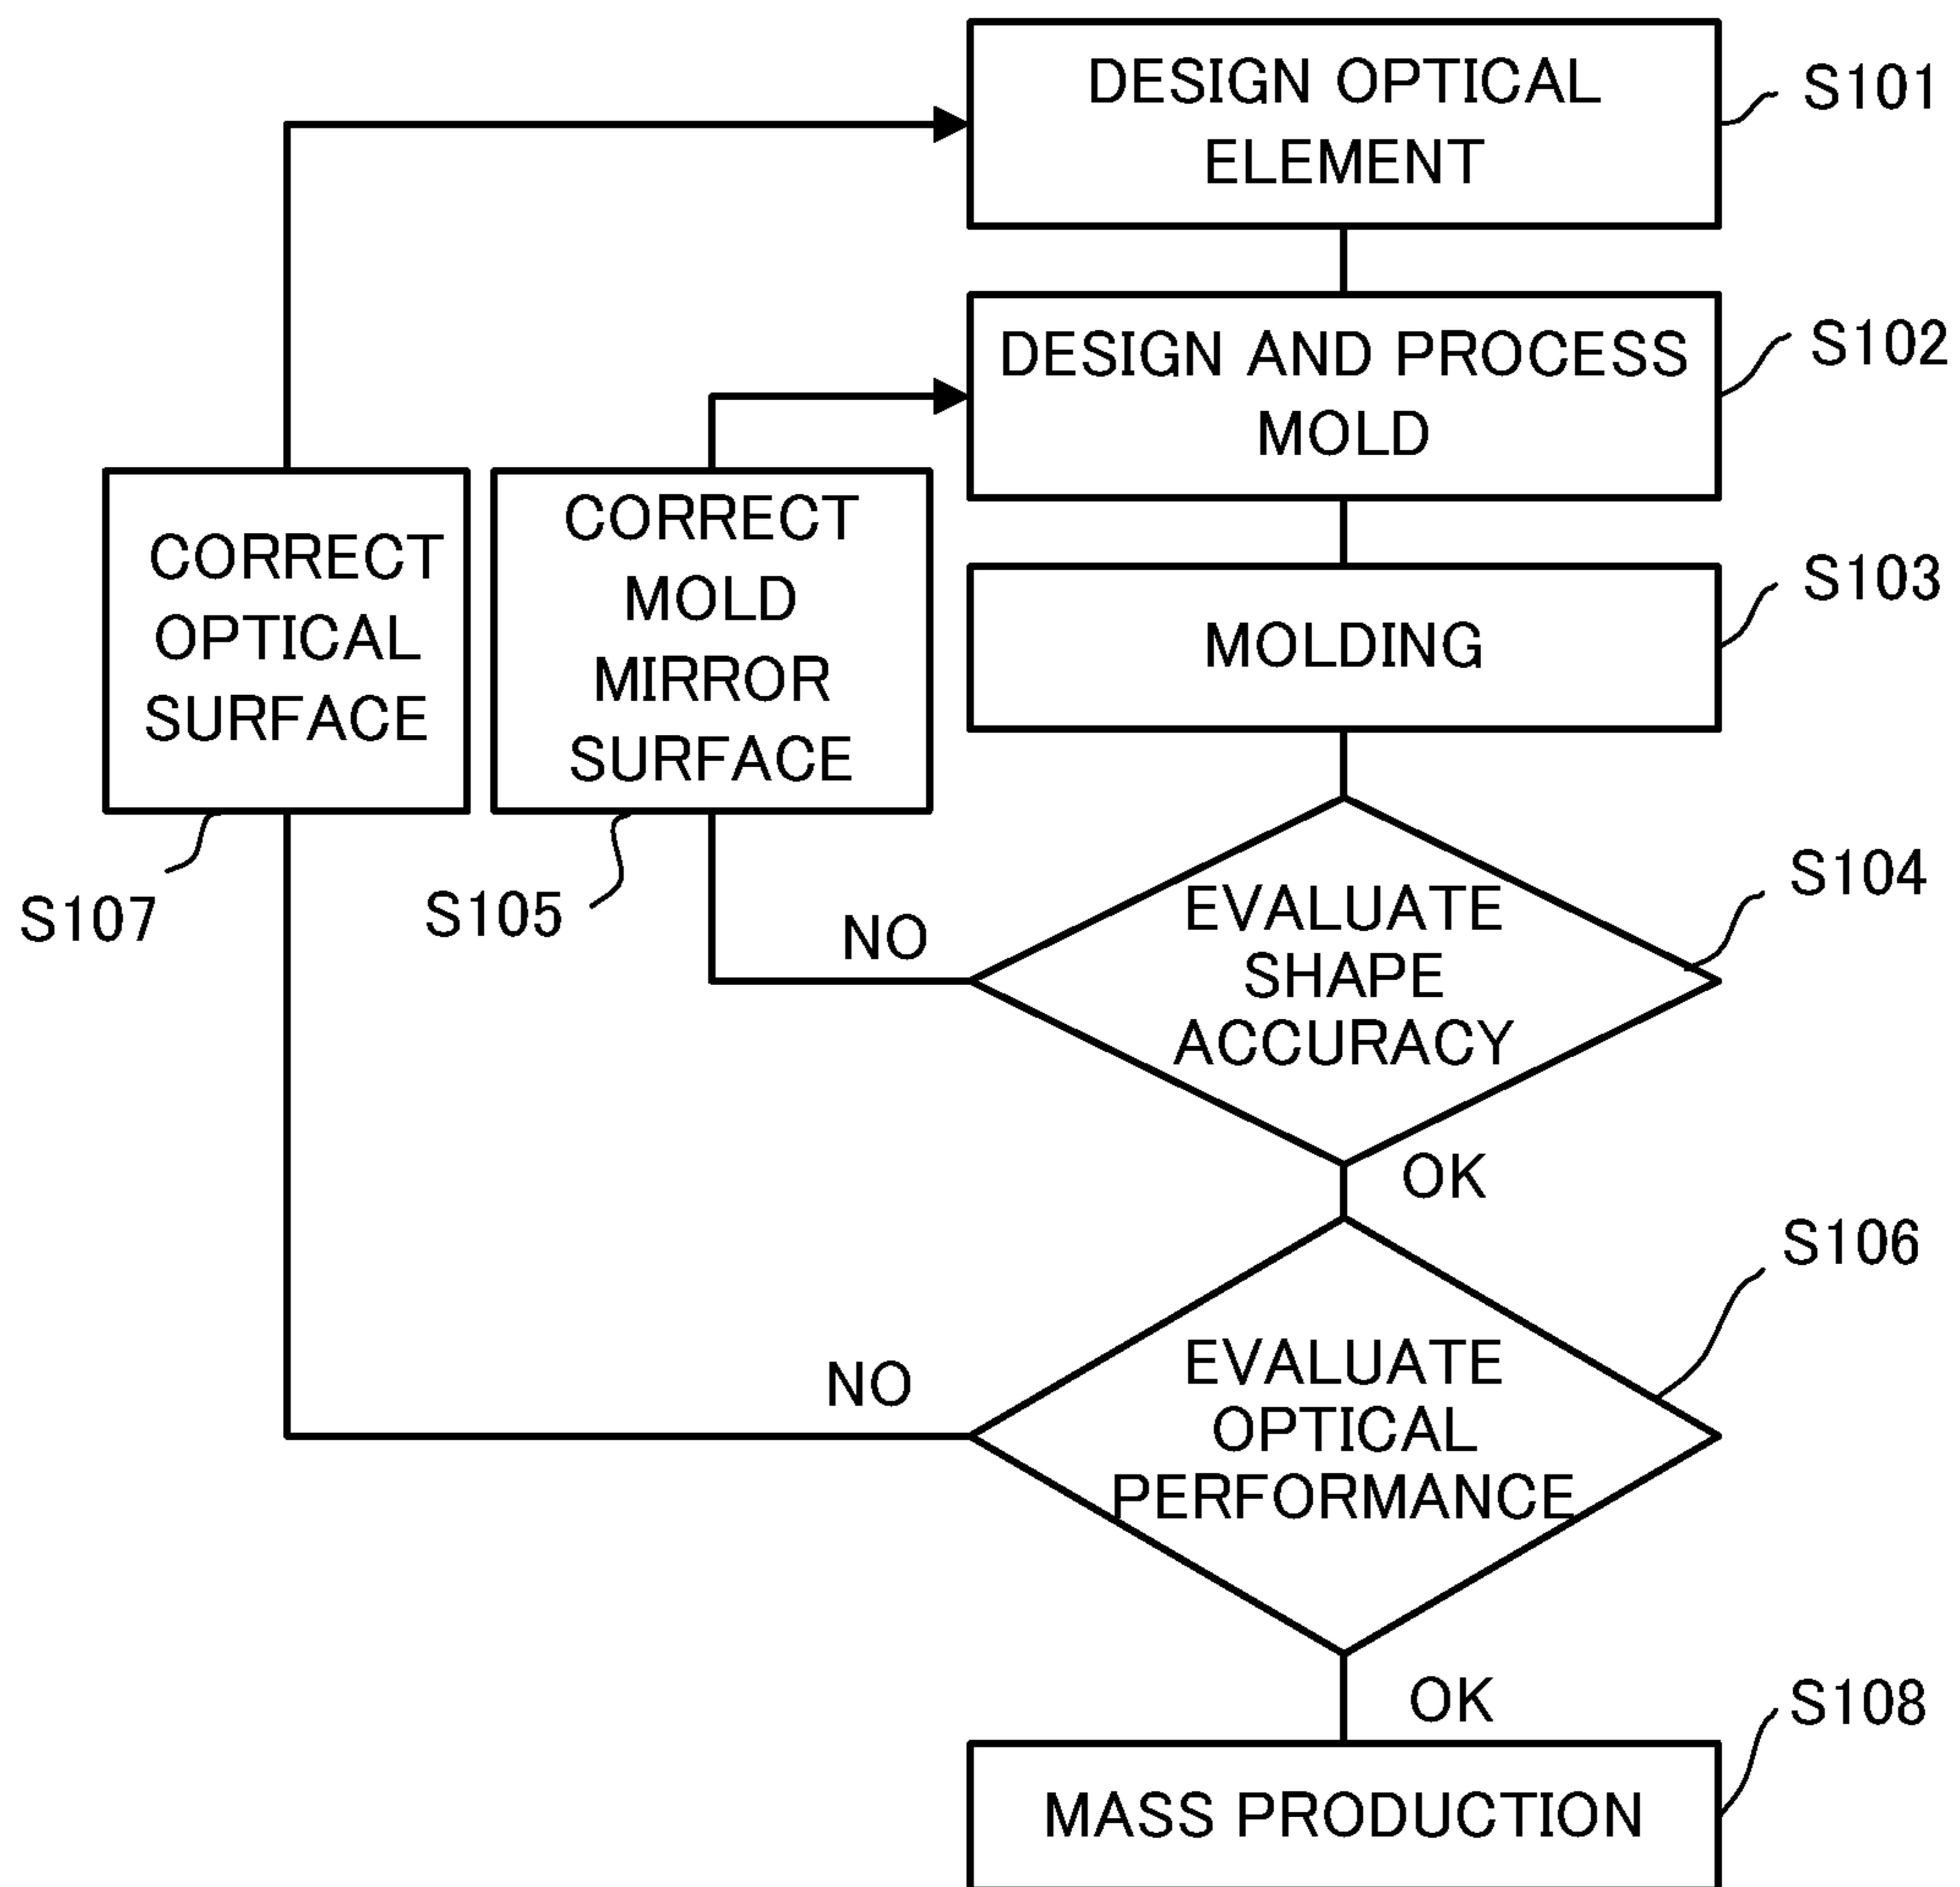 DESIGN OPTICAL
ELEMENT
S101
DESIGN AND PROCESS
MOLD
S102
CORRECT
OPTICAL
SURFACE
S107
CORRECT
MOLD
MIRROR
SURFACE
S105
MOLDING
S103
NO
EVALUATE
SHAPE
ACCURACY
S104
OK
NO
EVALUATE
OPTICAL
PERFORMANCE
S106
OK
MASS PRODUCTION
S108